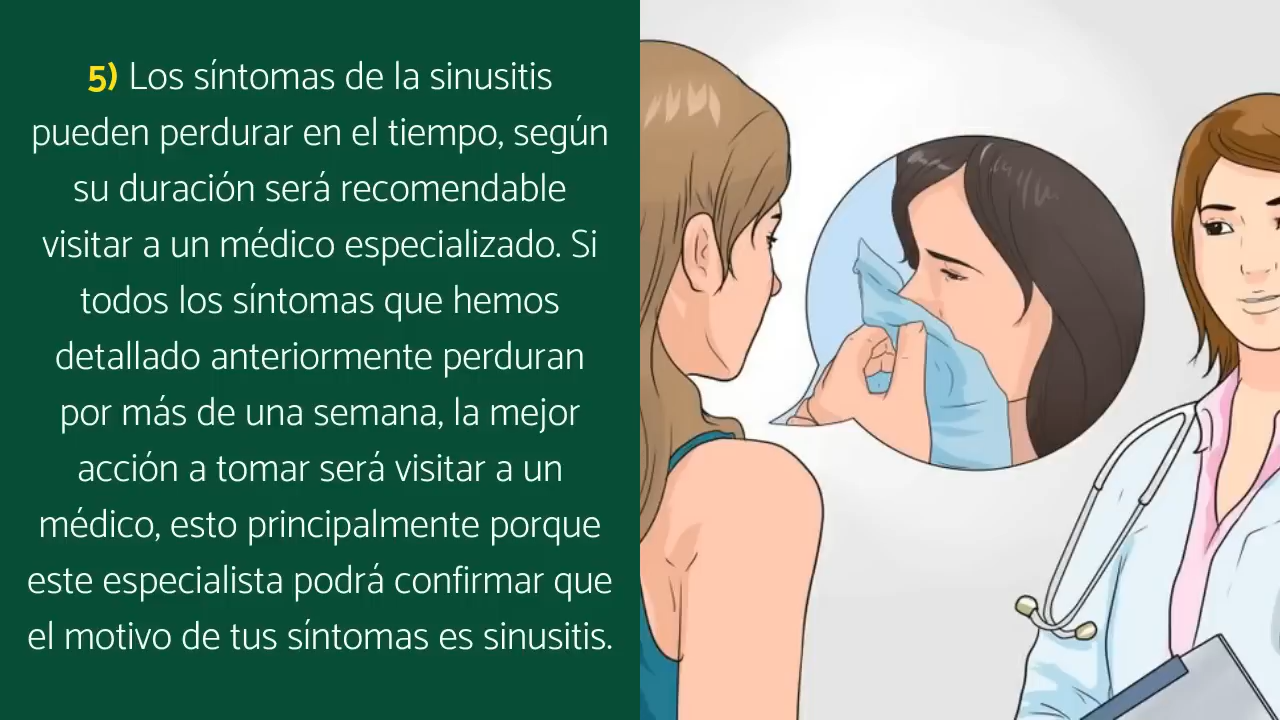 5) Los síntomas de la sinusitis
pueden perdurar en el tiempo, según
su duración será recomendable
visitar a un médico especializado. Si
todos los síntomas que hemos
detallado anteriormente perduran
por más de una semana, la mejor
acción a tomar será visitar a un
médico, esto principalmente porque
este especialista podrá confirmar que
el motivo de tus síntomas es sinusitis.